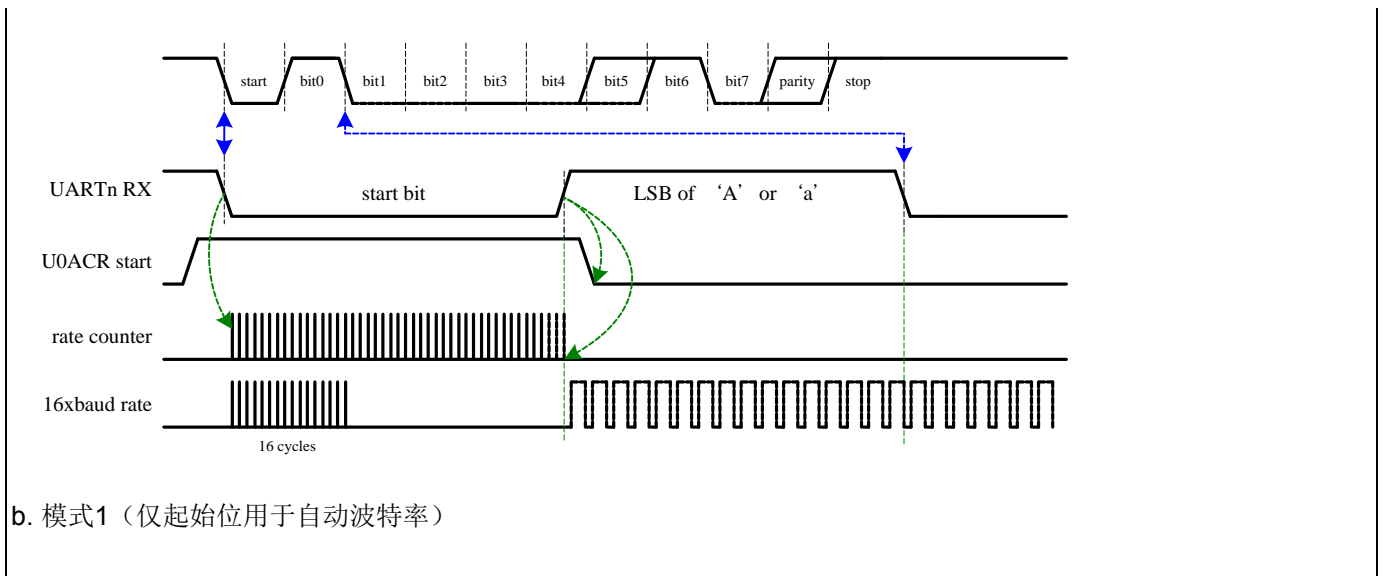 start bit0 bit1 bit2 bit3 bit4 bit5 bit6 bit7 parity stop
UARTn RX start bit LSB of ‘A’ or ‘a’
U0ACR start
rate counter
16xbaud rate
16 cycles
b. 模式1（仅起始位用于自动波特率）